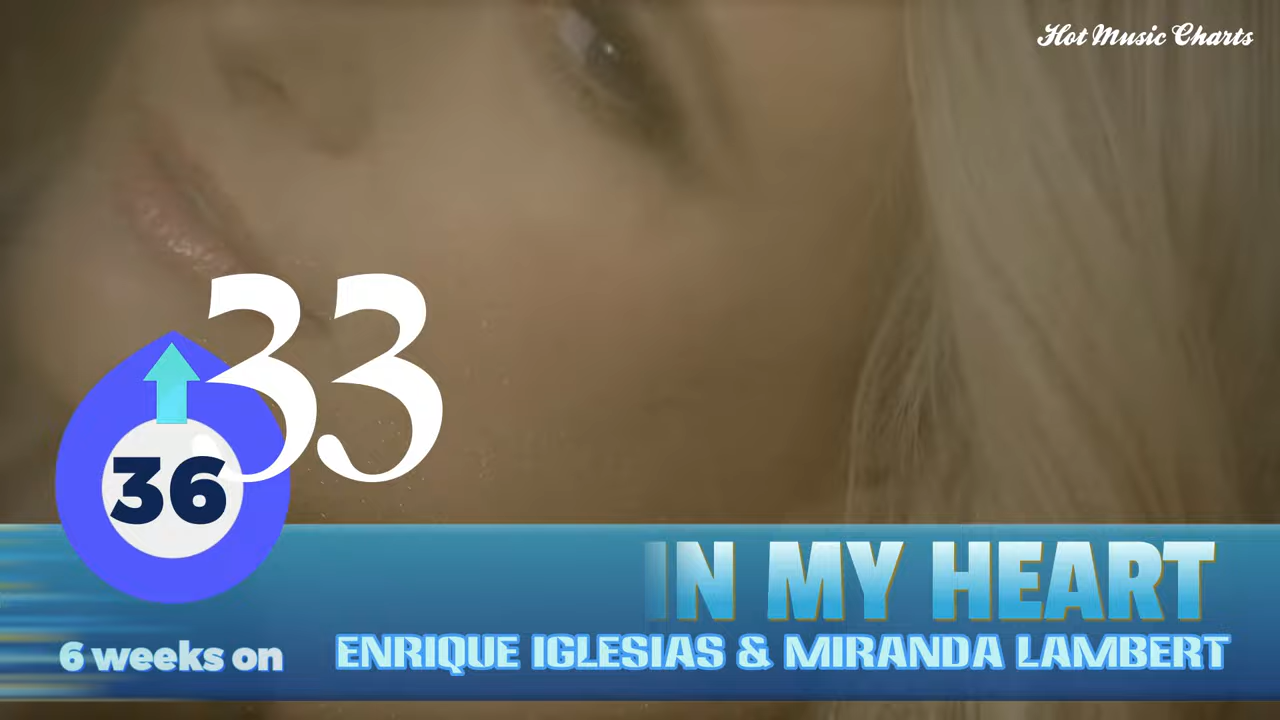 Hot Music Charts
33
36
IN MY HEART
6 weeks on
ENRIQUE IGLESIAS & MIRANDA LAMBERT